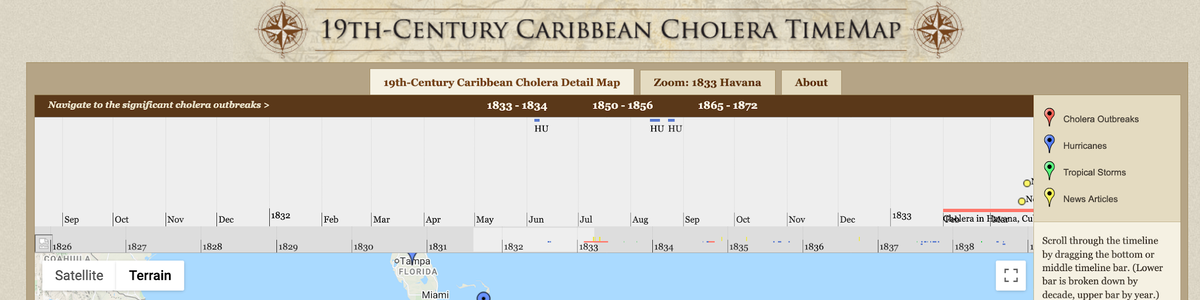 19TH-CENTURY CARIBBEAN CHOLERA TIMEMAP
19th-Century Caribbean Cholera Detail Map
Zoom: 1833 Havana
About
Navigate to the significant cholera outbreaks >
1833 - 1834
1850 - 1856
1865 - 1872
HU
HU
HU
Sep
Oct
Nov
Dec
1832
Feb
Mar
Apr
May
Jun
Jul
Aug
Sep
Oct
Nov
Dec
1833
Cholera in Havana, Cu
1826
1827
1828
1829
1830
1831
1832
1833
1834
1835
1836
1837
1838
Cholera Outbreaks
Hurricanes
Tropical Storms
News Articles
Scroll through the timeline
by dragging the bottom or
middle timeline bar. (Lower
bar is broken down by
decade, upper bar by year.)
COAHUILA
Satellite
Terrain
Tampa
FLORIDA
Miami